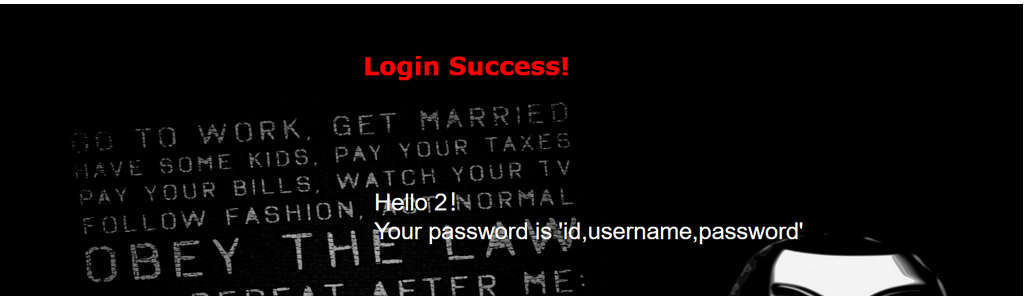 Login Success!
GO TO WORK, GET MARRIED
HAVE SOME KIDS, PAY YOUR TAXES
PAY YOUR BILLS, WATCH YOUR TV
FOLLOW FASHION, ACT NORMAL
OBEY THE LAW
REPEAT AFTER ME:
Hello 2!
Your password is 'id,username,password'